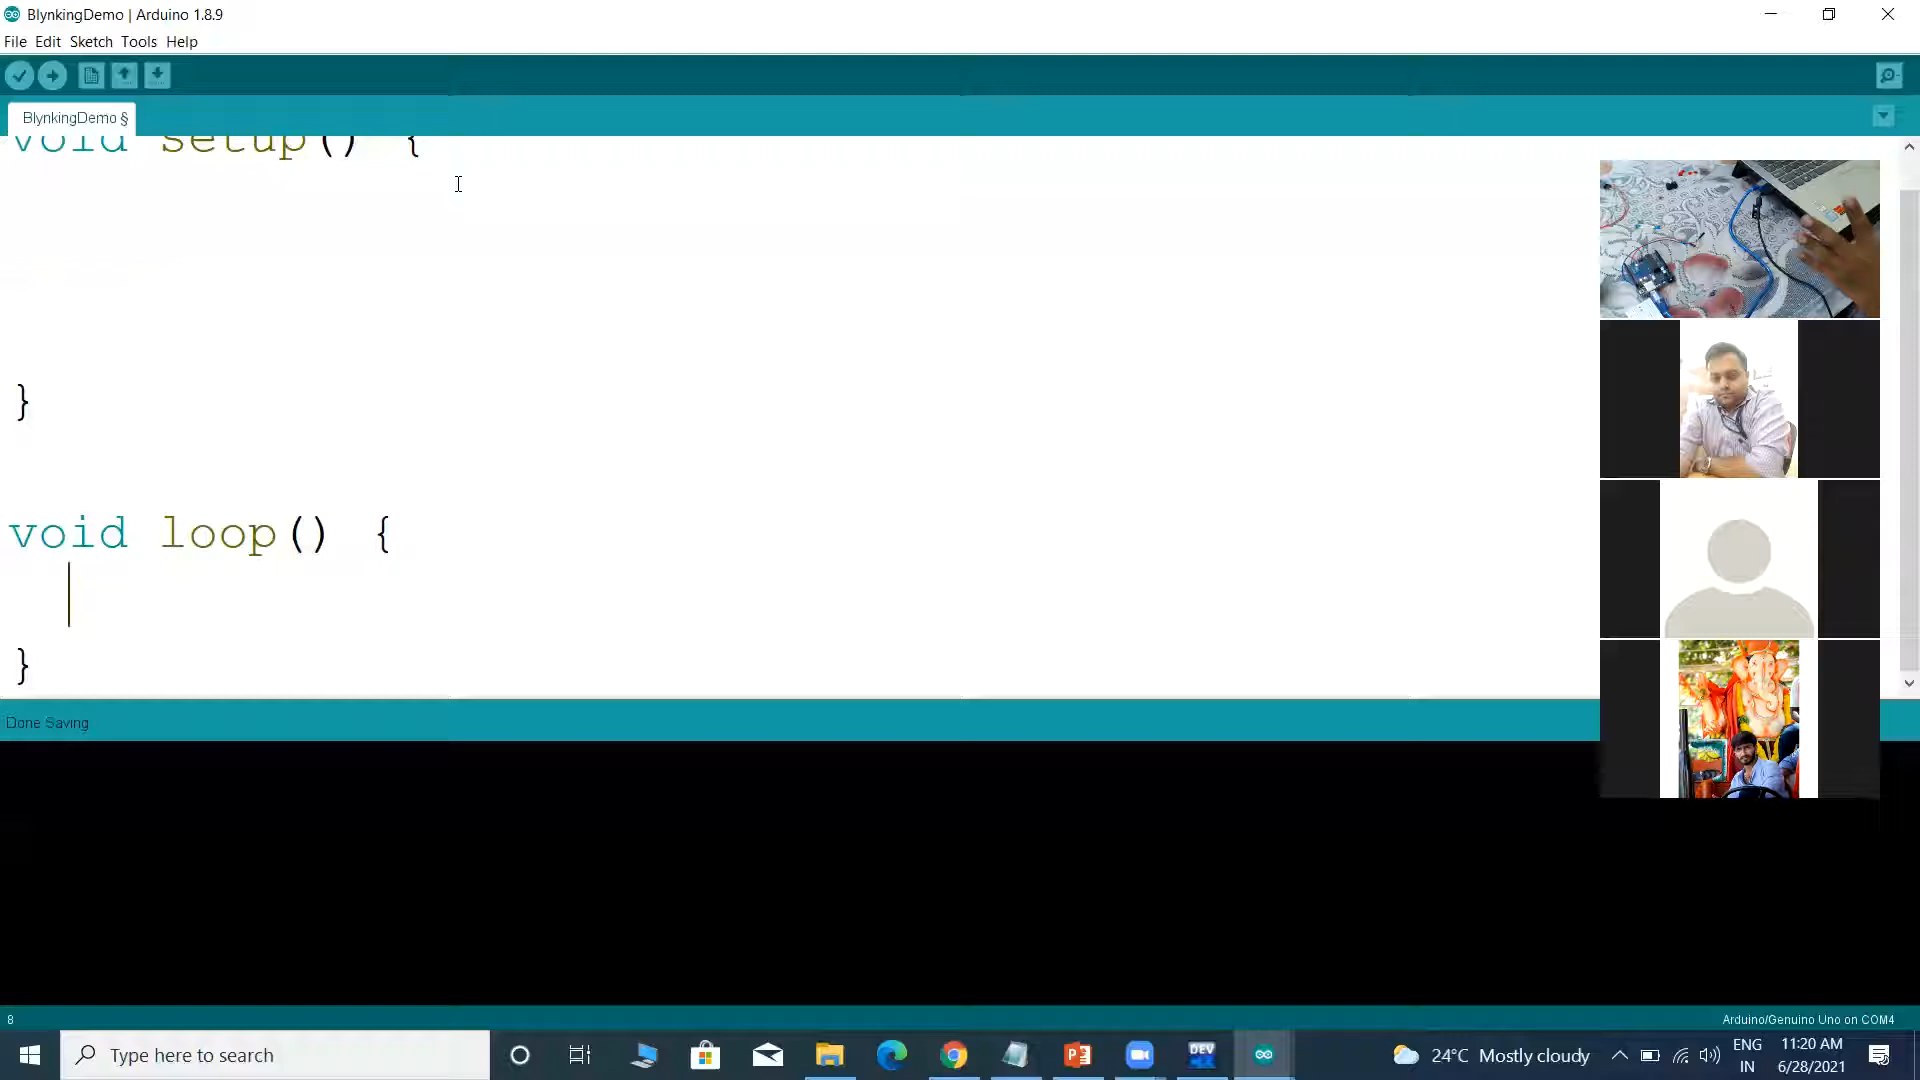 BlynkingDemo | Arduino 1.8.9
File Edit Sketch Tools Help
BlynkingDemo §
void setup() {
}
void loop() {
}
Done Saving
8
Arduino/Genuino Uno on COM4
Type here to search
DEV
24°C Mostly cloudy
ENG
IN
11:20 AM
6/28/2021